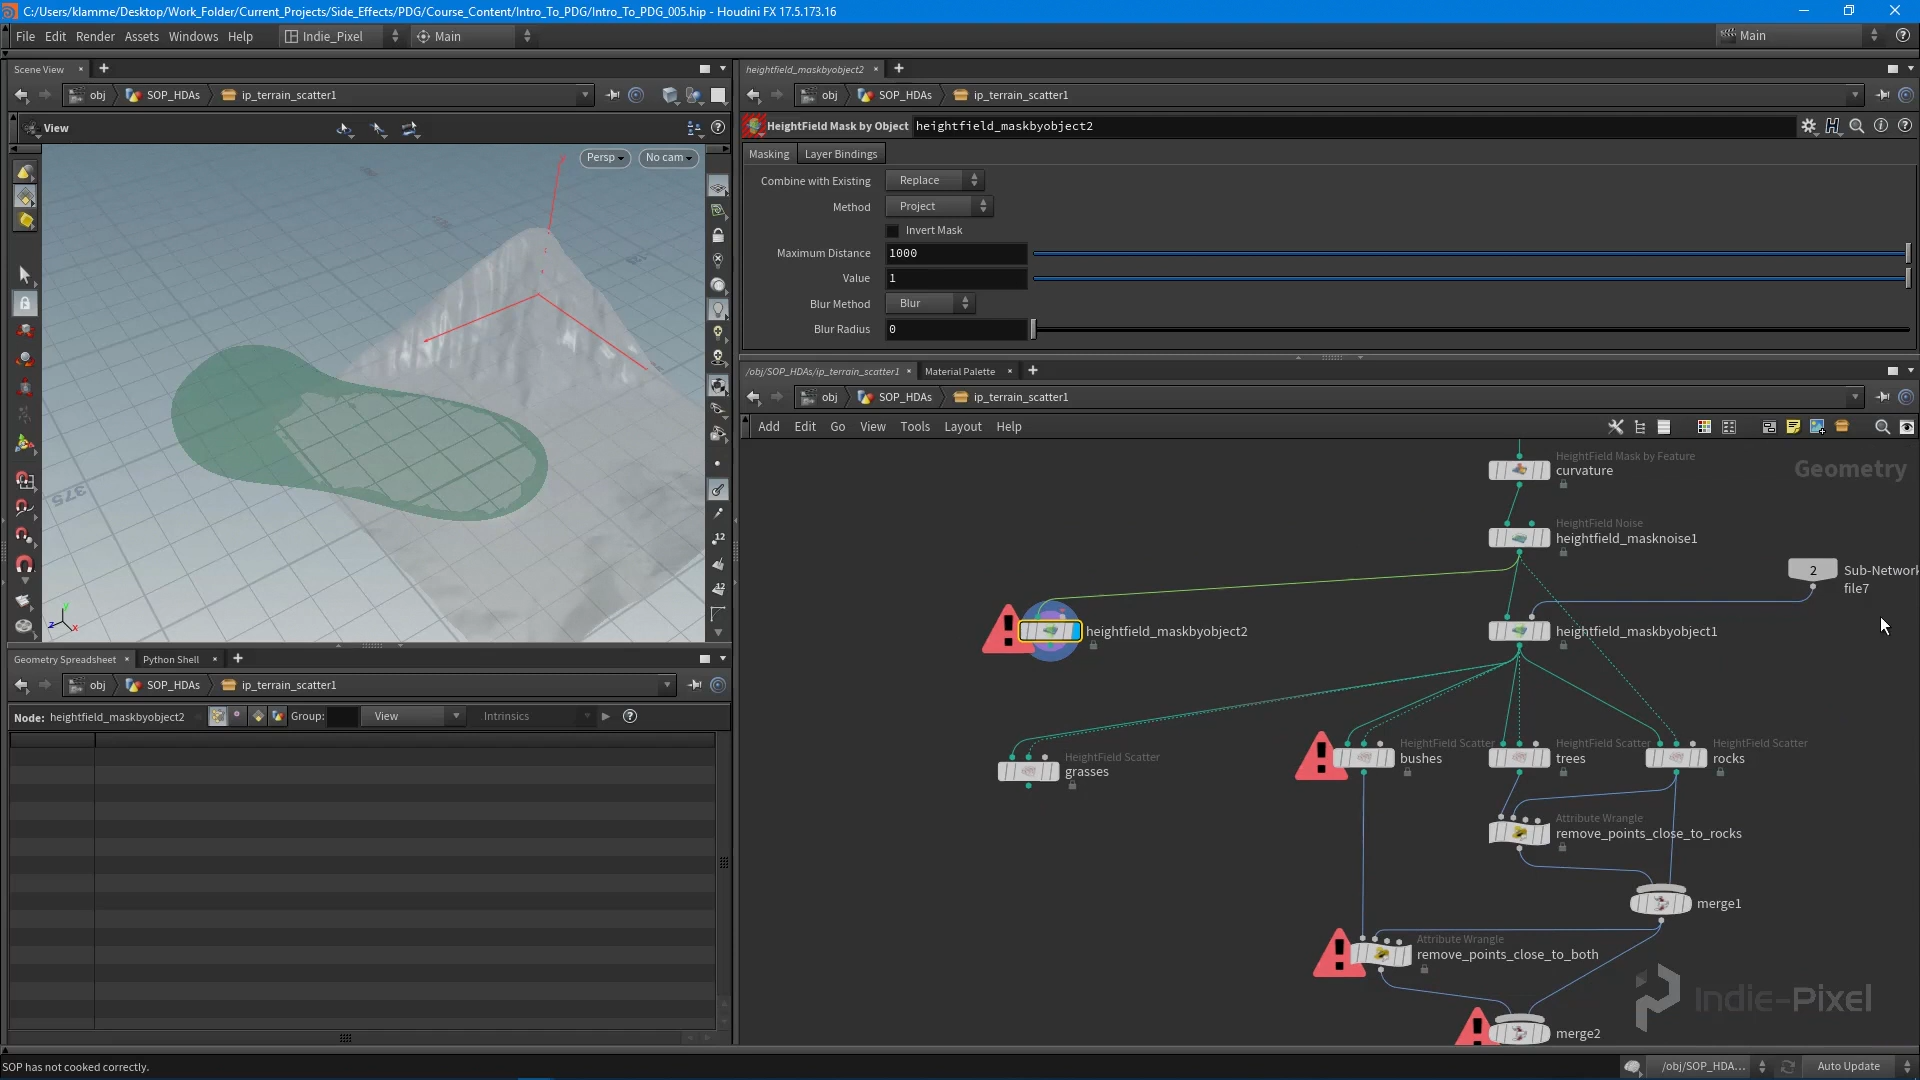 C:/Users/klamme/Desktop/Work_Folder/Current_Projects/Side_Effects/PDG/Course_Content/Intro_To_PDG/Intro_To_PDG_005.hip - Houdini FX 17.5.173.16
File Edit Render Assets Windows Help Indie_Pixel Main
Main
Scene View
obj SOP_HDAs ip_terrain_scatter1
View
Persp No cam
375
12
12
y
z x
heightfield_maskbyobject2
obj SOP_HDAs ip_terrain_scatter1
HeightField Mask by Object heightfield_maskbyobject2
Masking Layer Bindings
Combine with Existing Replace
Method Project
Invert Mask
Maximum Distance 1000
Value 1
Blur Method Blur
Blur Radius 0
/obj/SOP_HDAs/ip_terrain_scatter1 Material Palette
obj SOP_HDAs ip_terrain_scatter1
Add Edit Go View Tools Layout Help
Geometry
HeightField Mask by Feature
curvature
HeightField Noise
heightfield_masknoise1
2
Sub-Network
file7
heightfield_maskbyobject2
heightfield_maskbyobject1
HeightField Scatter
grasses
HeightField Scatter
bushes
HeightField Scatter
trees
HeightField Scatter
rocks
Attribute Wrangle
remove_points_close_to_rocks
merge1
Attribute Wrangle
remove_points_close_to_both
merge2
Indie-Pixel
Geometry Spreadsheet Python Shell
obj SOP_HDAs ip_terrain_scatter1
Node: heightfield_maskbyobject2 Group: View Intrinsics
SOP has not cooked correctly.
/obj/SOP_HDA... Auto Update